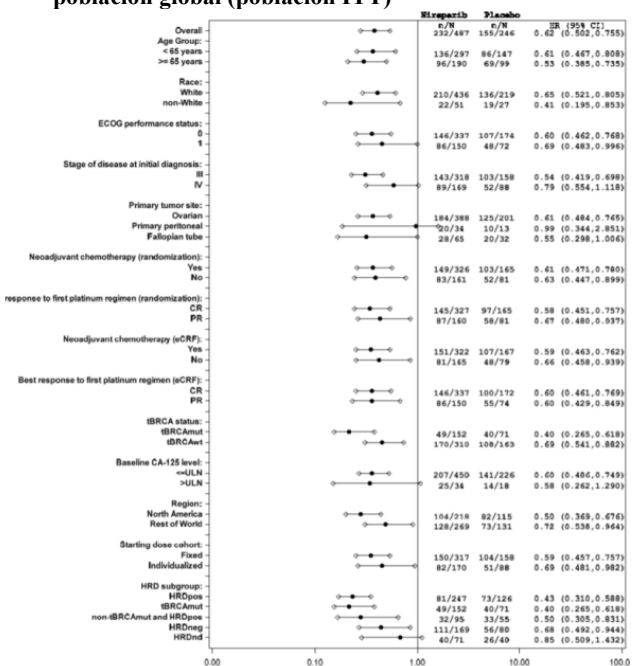 población global (población ITT)
Niraparib Placebo
n/N n/N HR (95% CI)
Overall 232/487 155/246 0.62 (0.502,0.755)
Age Group:
< 65 years 136/297 86/147 0.61 (0.467,0.808)
>= 65 years 96/190 69/99 0.53 (0.385,0.735)
Race:
White 210/436 136/219 0.65 (0.521,0.805)
non-White 22/51 19/27 0.41 (0.195,0.853)
ECOG performance status:
0 146/337 107/174 0.60 (0.462,0.768)
1 86/150 48/72 0.69 (0.483,0.996)
Stage of disease at initial diagnosis:
III 143/318 103/158 0.54 (0.419,0.698)
IV 89/169 52/88 0.79 (0.554,1.118)
Primary tumor site:
Ovarian 184/388 125/201 0.61 (0.484,0.765)
Primary peritoneal 20/34 10/13 0.99 (0.344,2.851)
Fallopian tube 28/65 20/32 0.55 (0.298,1.006)
Neoadjuvant chemotherapy (randomization):
Yes 149/326 103/165 0.61 (0.471,0.780)
No 83/161 52/81 0.63 (0.447,0.899)
response to first platinum regimen (randomization):
CR 145/327 97/165 0.58 (0.451,0.757)
PR 87/160 58/81 0.67 (0.480,0.937)
Neoadjuvant chemotherapy (eCRF):
Yes 151/322 107/167 0.59 (0.463,0.762)
No 81/165 48/79 0.66 (0.458,0.939)
Best response to first platinum regimen (eCRF):
CR 146/337 100/172 0.60 (0.461,0.769)
PR 86/150 55/74 0.60 (0.429,0.849)
tBRCA status:
tBRCAmut 49/152 40/71 0.40 (0.265,0.618)
tBRCAwt 170/310 108/163 0.69 (0.541,0.882)
Baseline CA-125 level:
<=ULN 207/450 141/226 0.60 (0.486,0.749)
>ULN 25/34 14/18 0.58 (0.262,1.290)
Region:
North America 104/218 82/115 0.50 (0.369,0.676)
Rest of World 128/269 73/131 0.72 (0.538,0.964)
Starting dose cohort:
Fixed 150/317 104/158 0.59 (0.457,0.757)
Individualized 82/170 51/88 0.69 (0.481,0.982)
HRD subgroup:
HRDpos 81/247 73/126 0.43 (0.310,0.588)
tBRCAmut 49/152 40/71 0.40 (0.265,0.618)
non-tBRCAmut and HRDpos 32/95 33/55 0.50 (0.305,0.831)
HRDneg 111/169 56/80 0.68 (0.492,0.944)
HRDnd 40/71 26/40 0.85 (0.509,1.432)
0.00 0.10 1.00 10.00 100.0